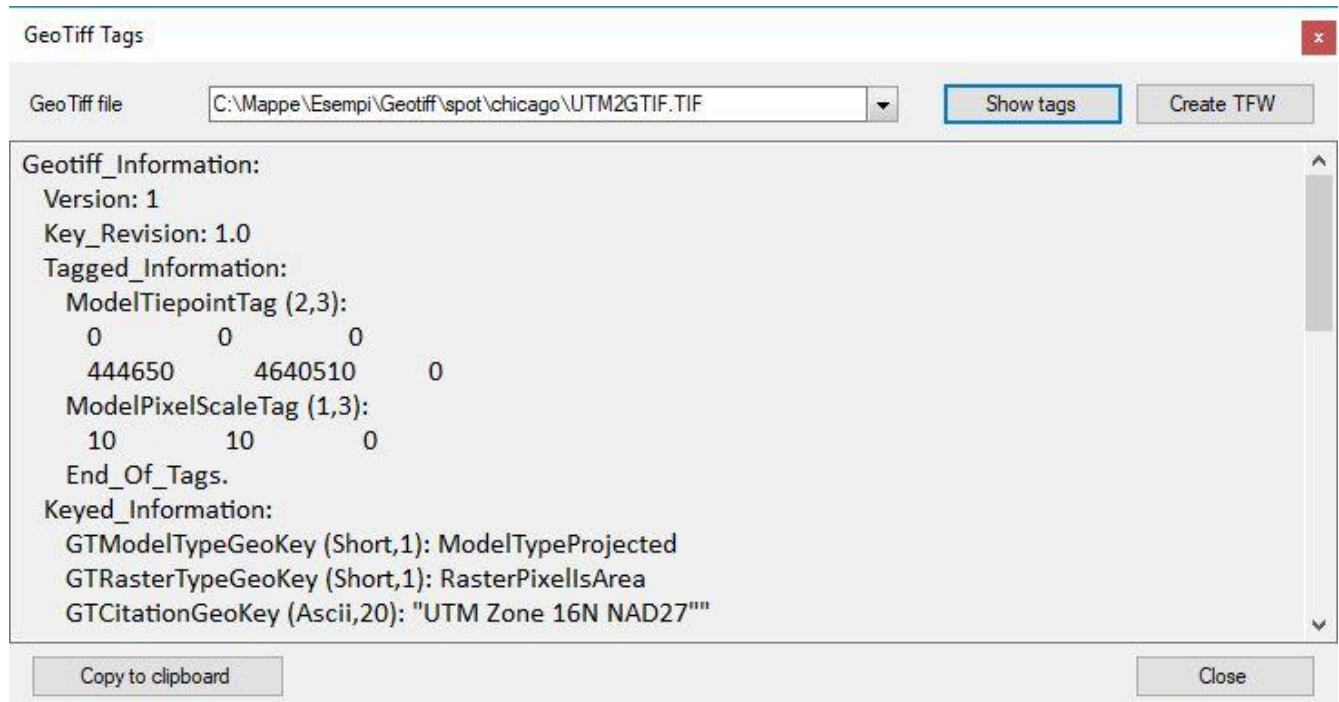 GeoTiff Tags
x
GeoTiff file C:\Mappe\Esempi\Geotiff\spot\chicago\UTM2GTIF.TIF Show tags Create TFW
Geotiff_Information:
Version: 1
Key_Revision: 1.0
Tagged_Information:
ModelTiepointTag (2,3):
0 0 0
444650 4640510 0
ModelPixelScaleTag (1,3):
10 10 0
End_Of_Tags.
Keyed_Information:
GTModelTypeGeoKey (Short,1): ModelTypeProjected
GTRasterTypeGeoKey (Short,1): RasterPixelIsArea
GTCitationGeoKey (Ascii,20): "UTM Zone 16N NAD27""
Copy to clipboard Close